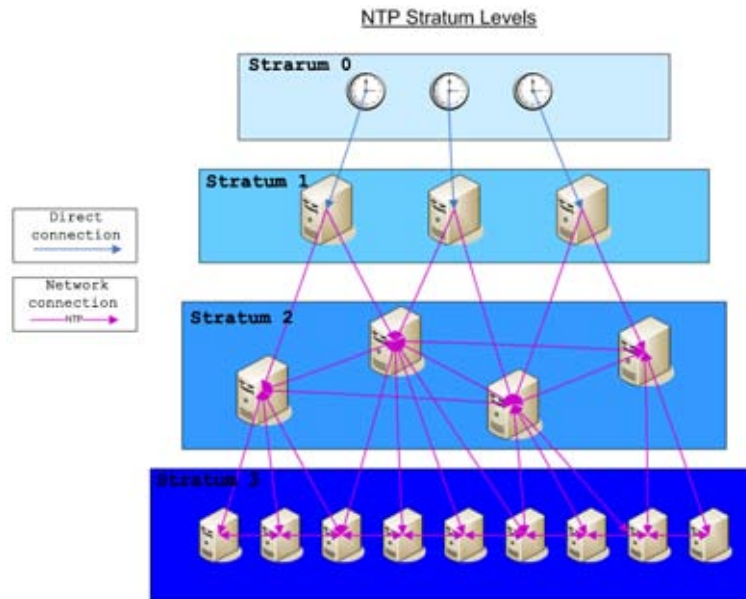 NTP Stratum Levels
Strarum 0
Stratum 1
Direct
connection
Network
connection
NTP
Stratum 2
Stratum 3